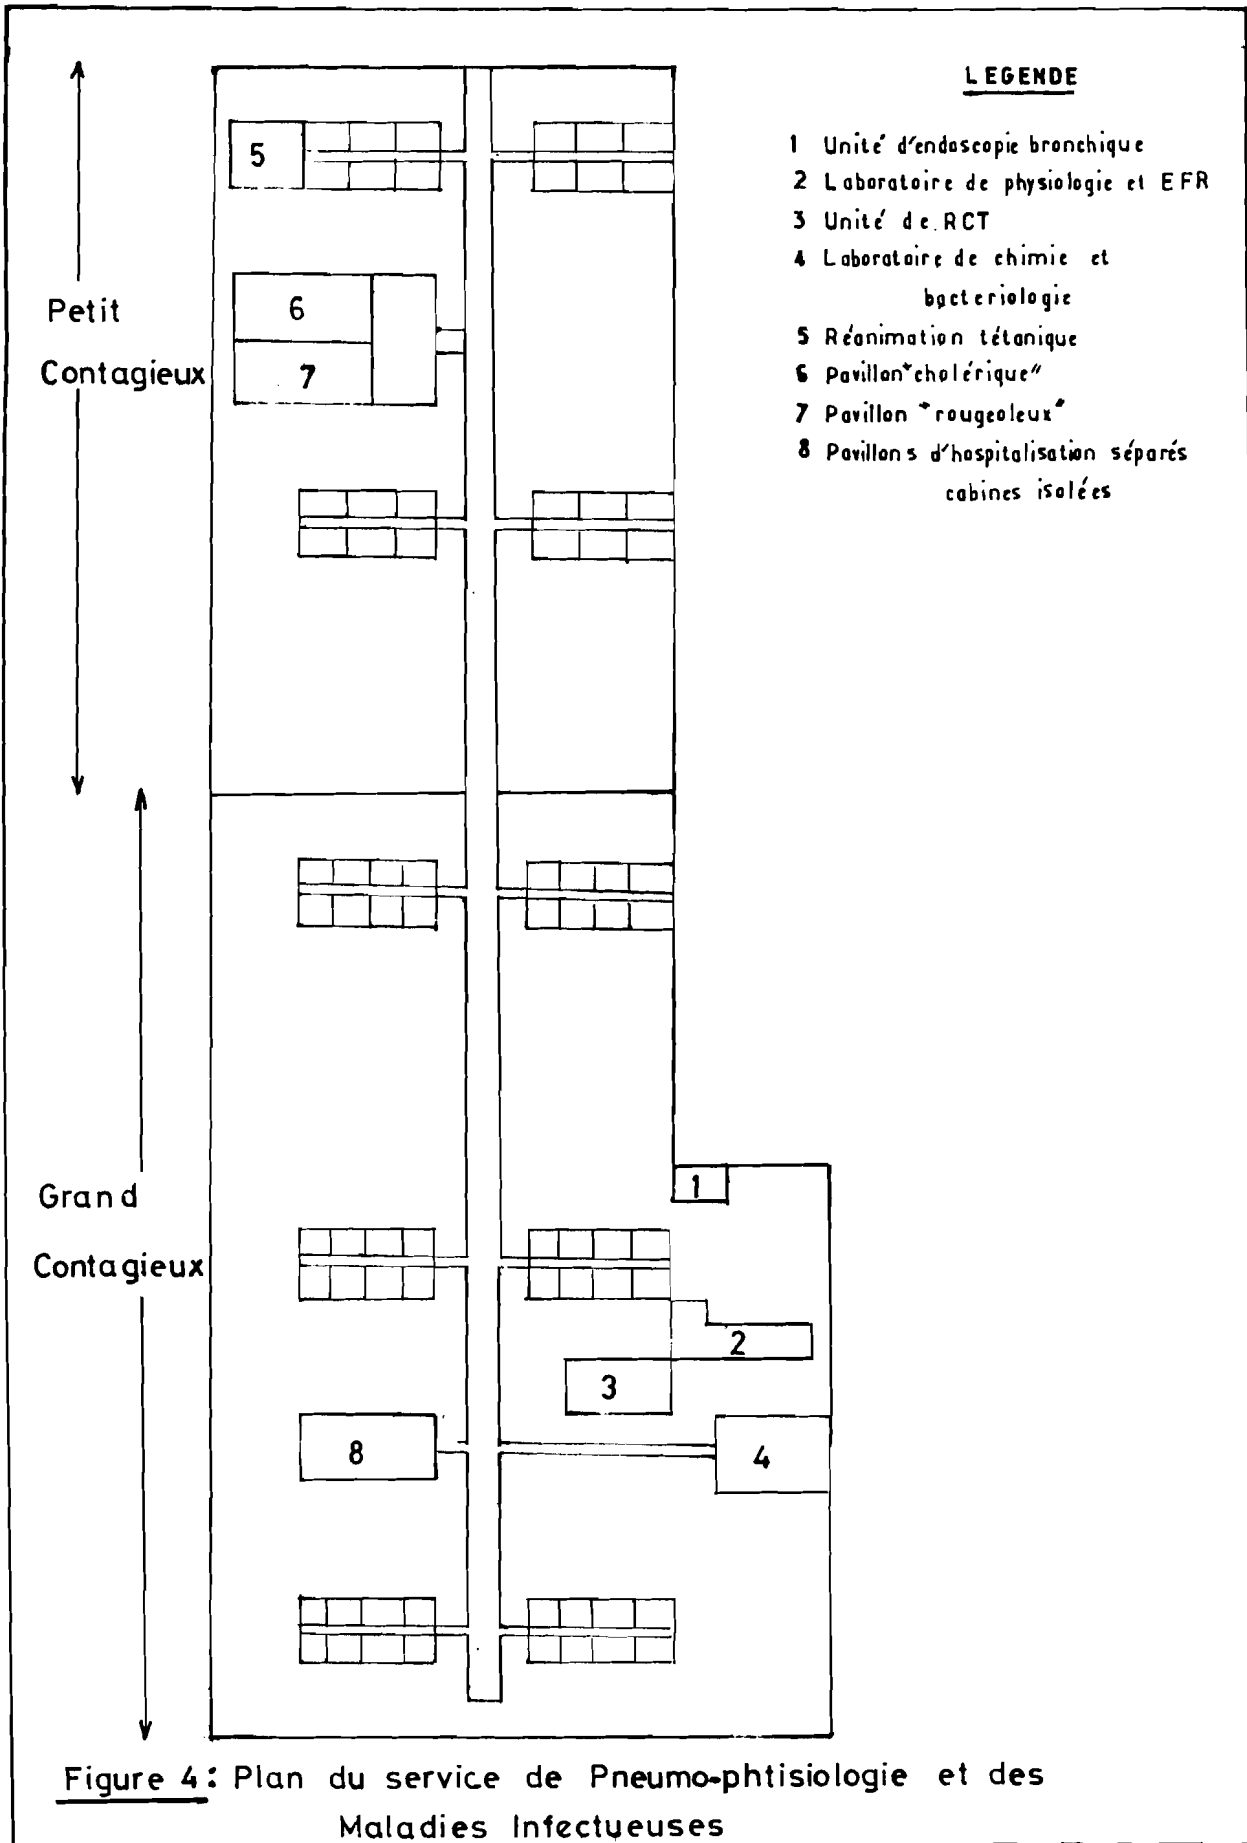 LEGENDE
1 Unité d'endoscopie bronchique
2 Laboratoire de physiologie et EFR
3 Unité de RCT
4 Laboratoire de chimie et
bacteriologie
5 Réanimation tétanique
6 Pavillon "cholérique"
7 Pavillon "rougeoleux"
8 Pavillons d'hospitalisation séparés
cabines isolées
5
6
7
Petit
Contagieux
1
Grand
Contagieux
2
3
8
4
Figure 4: Plan du service de Pneumo-phtisiologie et des
Maladies Infectueuses